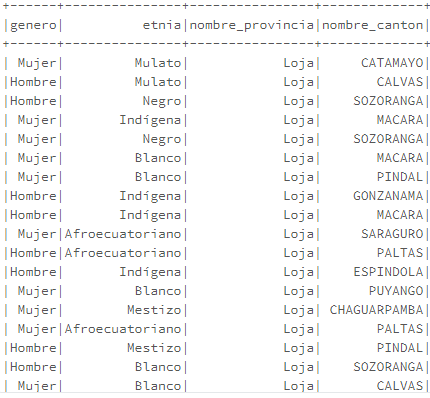 +------+---------------+----------------+-------------+
|genero|          etnia|nombre_provincia|nombre_canton|
+------+---------------+----------------+-------------+
| Mujer|         Mulato|            Loja|     CATAMAYO|
|Hombre|         Mulato|            Loja|       CALVAS|
|Hombre|          Negro|            Loja|    SOZORANGA|
| Mujer|       Indígena|            Loja|       MACARA|
| Mujer|          Negro|            Loja|    SOZORANGA|
| Mujer|         Blanco|            Loja|       MACARA|
| Mujer|         Blanco|            Loja|       PINDAL|
|Hombre|       Indígena|            Loja|    GONZANAMA|
|Hombre|       Indígena|            Loja|       MACARA|
| Mujer|Afroecuatoriano|            Loja|     SARAGURO|
|Hombre|Afroecuatoriano|            Loja|       PALTAS|
|Hombre|       Indígena|            Loja|    ESPINDOLA|
| Mujer|         Blanco|            Loja|      PUYANGO|
| Mujer|        Mestizo|            Loja| CHAGUARPAMBA|
| Mujer|Afroecuatoriano|            Loja|       PALTAS|
|Hombre|        Mestizo|            Loja|       PINDAL|
|Hombre|         Blanco|            Loja|    SOZORANGA|
| Mujer|         Blanco|            Loja|       CALVAS|